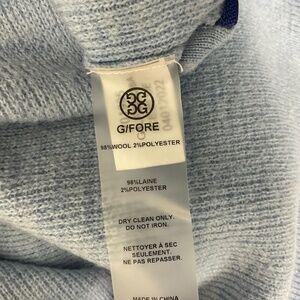 G/FORE
98%WOOL 2%POLYESTER
98%LAINE
2%POLYESTER
DRY CLEAN ONLY.
DO NOT IRON.
NETTOYER À SEC
SEULEMENT.
NE PAS REPASSER.
MADE IN CHINA